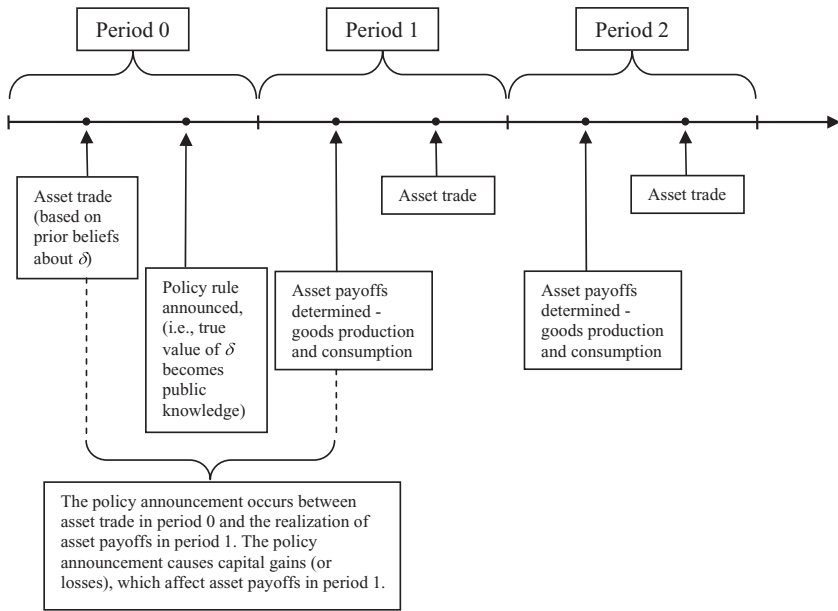 Period 0
Period 1
Period 2
Asset trade
(based on
prior beliefs
about δ)
Policy rule
announced,
(i.e., true
value of δ
becomes
public
knowledge)
Asset payoffs
determined -
goods production
and consumption
Asset trade
Asset payoffs
determined -
goods production
and consumption
Asset trade
The policy announcement occurs between
asset trade in period 0 and the realization of
asset payoffs in period 1. The policy
announcement causes capital gains (or
losses), which affect asset payoffs in period 1.